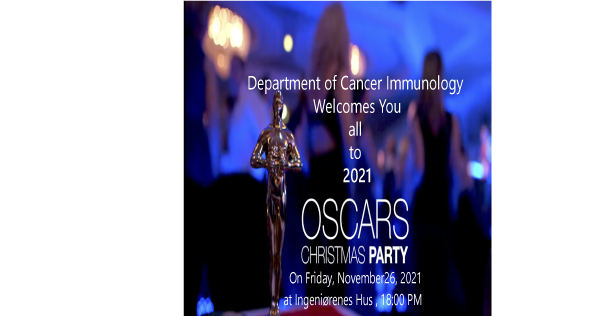 Department of Cancer Immunology
Welcomes You
all
to
2021
OSCARS
CHRISTMAS PARTY
On Friday, November26, 2021
at Ingeniørenes Hus , 18:00 PM